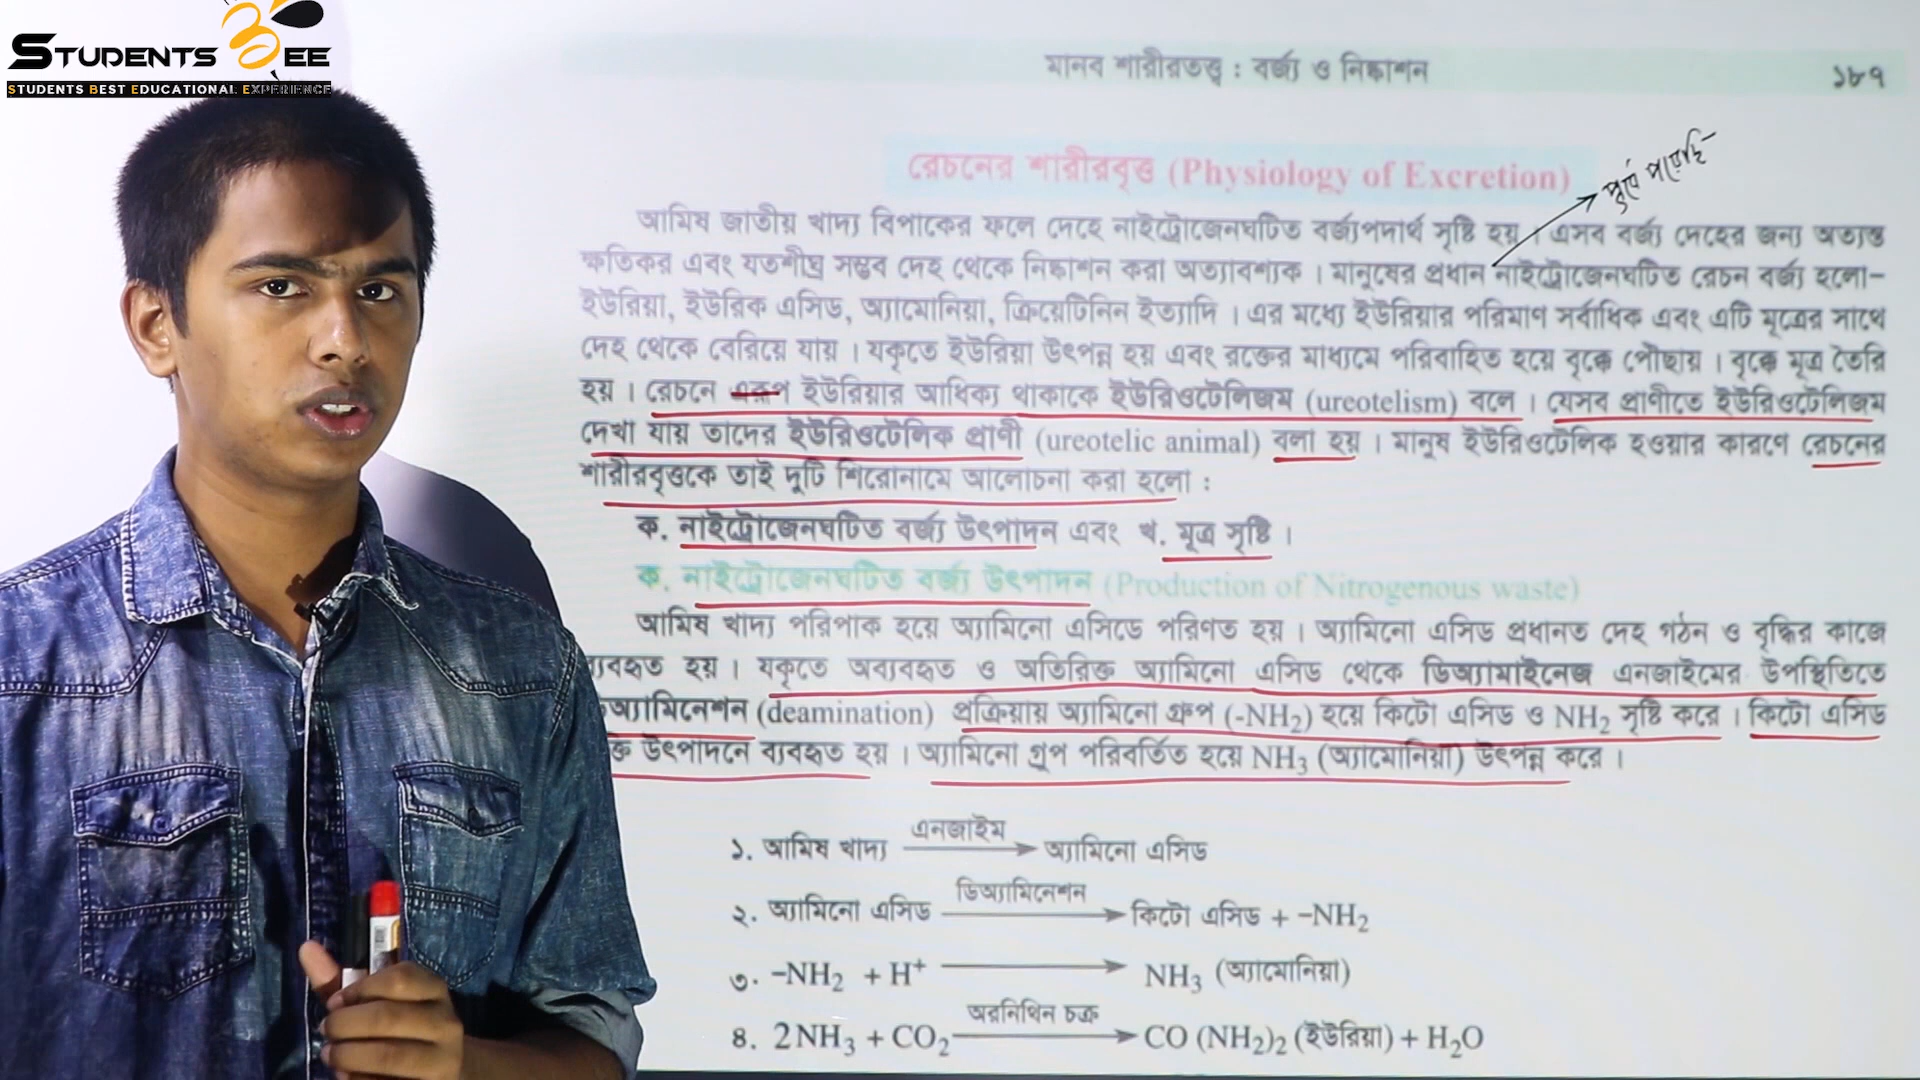 STUDENTS BEE
STUDENTS BEST EDUCATIONAL EXPERIENCE
মানব শারীরতত্ত্ব : বর্জ্য ও নিষ্কাশন
১৮৭
রেচনের শারীরবৃত্ত (Physiology of Excretion)
পূর্বে পড়েছি-
আমিষ জাতীয় খাদ্য বিপাকের ফলে দেহে নাইট্রোজেনঘটিত বর্জ্যপদার্থ সৃষ্টি হয়। এসব বর্জ্য দেহের জন্য অত্যন্ত
ক্ষতিকর এবং যতশীঘ্র সম্ভব দেহ থেকে নিষ্কাশন করা অত্যাবশ্যক। মানুষের প্রধান নাইট্রোজেনঘটিত রেচন বর্জ্য হলো–
ইউরিয়া, ইউরিক এসিড, অ্যামোনিয়া, ক্রিয়েটিনিন ইত্যাদি। এর মধ্যে ইউরিয়ার পরিমাণ সর্বাধিক এবং এটি মূত্রের সাথে
দেহ থেকে বেরিয়ে যায়। যকৃতে ইউরিয়া উৎপন্ন হয় এবং রক্তের মাধ্যমে পরিবাহিত হয়ে বৃক্কে পৌঁছায়। বৃক্কে মূত্র তৈরি
হয়। রেচনে এরূপ ইউরিয়ার আধিক্য থাকাকে ইউরিওটেলিজম (ureotelism) বলে। যেসব প্রাণীতে ইউরিওটেলিজম
দেখা যায় তাদের ইউরিওটেলিক প্রাণী (ureotelic animal) বলা হয়। মানুষ ইউরিওটেলিক হওয়ার কারণে রেচনের
শারীরবৃত্তকে তাই দুটি শিরোনামে আলোচনা করা হলো :
ক. নাইট্রোজেনঘটিত বর্জ্য উৎপাদন এবং খ. মূত্র সৃষ্টি।
ক. নাইট্রোজেনঘটিত বর্জ্য উৎপাদন (Production of Nitrogenous waste)
আমিষ খাদ্য পরিপাক হয়ে অ্যামিনো এসিডে পরিণত হয়। অ্যামিনো এসিড প্রধানত দেহ গঠন ও বৃদ্ধির কাজে
ব্যবহৃত হয়। যকৃতে অব্যবহৃত ও অতিরিক্ত অ্যামিনো এসিড থেকে ডিঅ্যামাইনেজ এনজাইমের উপস্থিতিতে
অ্যামিনেশন (deamination) প্রক্রিয়ায় অ্যামিনো গ্রুপ (-NH2) হয়ে কিটো এসিড ও NH2 সৃষ্টি করে। কিটো এসিড
ক্তি উৎপাদনে ব্যবহৃত হয়। অ্যামিনো গ্রুপ পরিবর্তিত হয়ে NH3 (অ্যামোনিয়া) উৎপন্ন করে।
১. আমিষ খাদ্য —এনজাইম→ অ্যামিনো এসিড
২. অ্যামিনো এসিড —ডিঅ্যামিনেশন→ কিটো এসিড + –NH2
৩. –NH2 + H+ ⟶ NH3 (অ্যামোনিয়া)
৪. 2NH3 + CO2 —অরনিথিন চক্র→ CO (NH2)2 (ইউরিয়া) + H2O